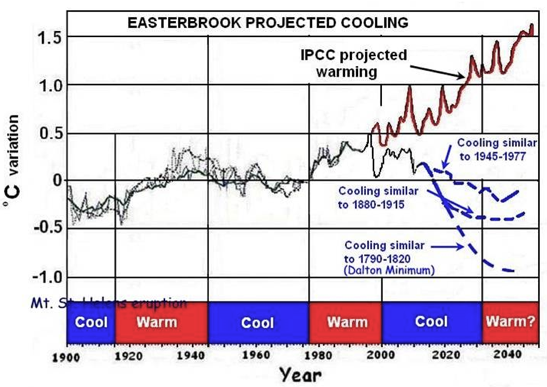 EASTERBROOK PROJECTED COOLING
1.5
1.0
0.5
0
-0.5
-1.0
°C variation
IPCC projected
warming
Cooling similar
to 1945-1977
Cooling similar
to 1880-1915
Cooling similar
to 1790-1820
(Dalton Minimum)
Mt. St. Helens eruption
Cool Warm Cool Warm Cool Warm?
1900 1920 1940 1960 1980 2000 2020 2040
Year